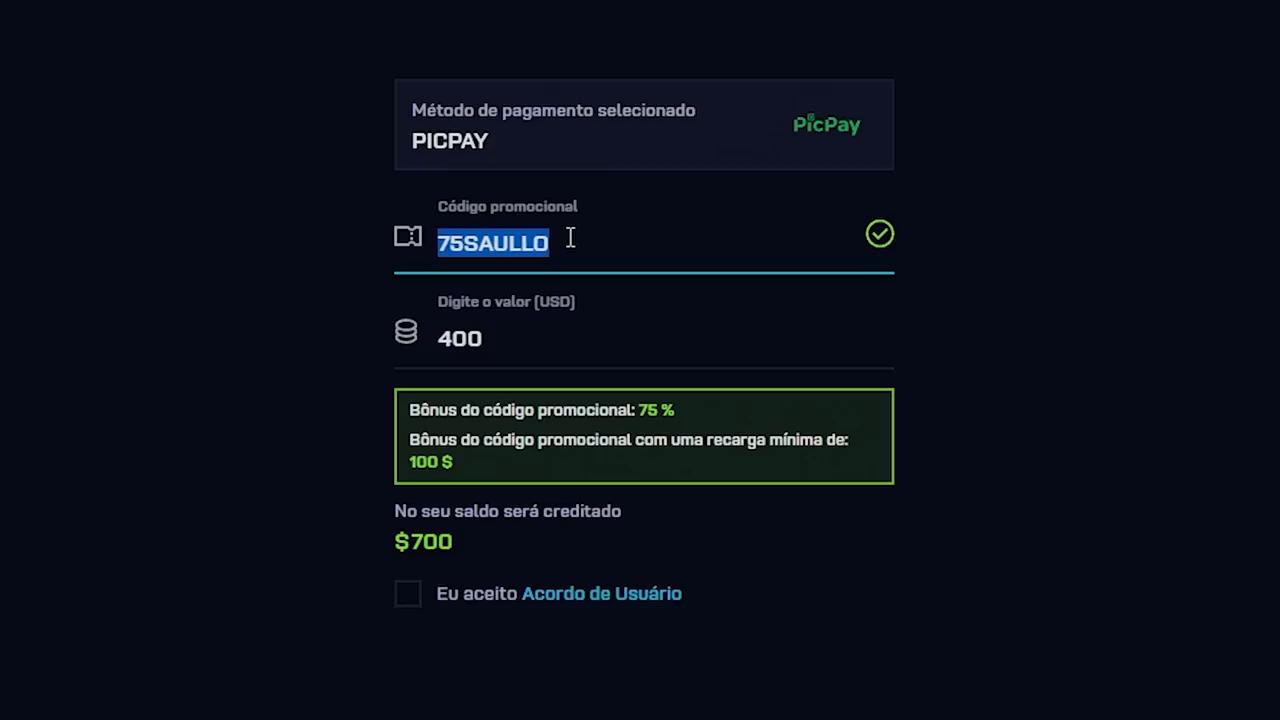 Método de pagamento selecionado
PICPAY
PicPay
Código promocional
75SAULLO
Digite o valor (USD)
400
Bônus do código promocional: 75 %
Bônus do código promocional com uma recarga mínima de:
100 $
No seu saldo será creditado
$700
Eu aceito Acordo de Usuário